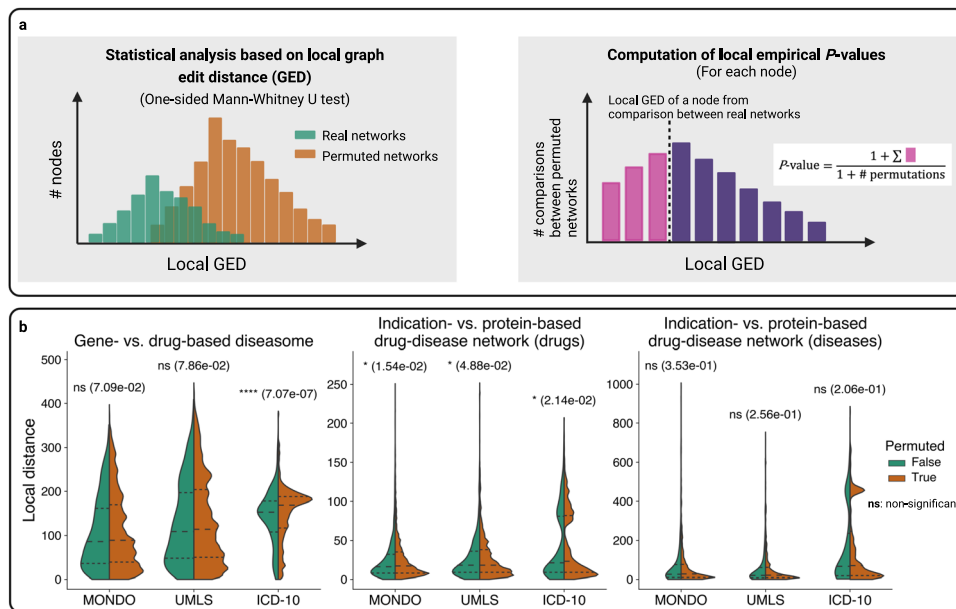 a
Statistical analysis based on local graph
edit distance (GED)
(One-sided Mann-Whitney U test)
Real networks
Permuted networks
# nodes
Local GED
Computation of local empirical P-values
(For each node)
Local GED of a node from
comparison between real networks
# comparisons
between permuted
networks
P-value = 1 + Σ
1 + # permutations
Local GED
b
Gene- vs. drug-based diseasome
Local distance
500
400
300
200
100
0
ns (7.09e-02)
ns (7.86e-02)
**** (7.07e-07)
MONDO
UMLS
ICD-10
Indication- vs. protein-based
drug-disease network (drugs)
250
200
150
100
50
0
* (1.54e-02)
* (4.88e-02)
* (2.14e-02)
MONDO
UMLS
ICD-10
Indication- vs. protein-based
drug-disease network (diseases)
1000
800
600
400
200
0
ns (3.53e-01)
ns (2.56e-01)
ns (2.06e-01)
MONDO
UMLS
ICD-10
Permuted
False
True
ns: non-significant